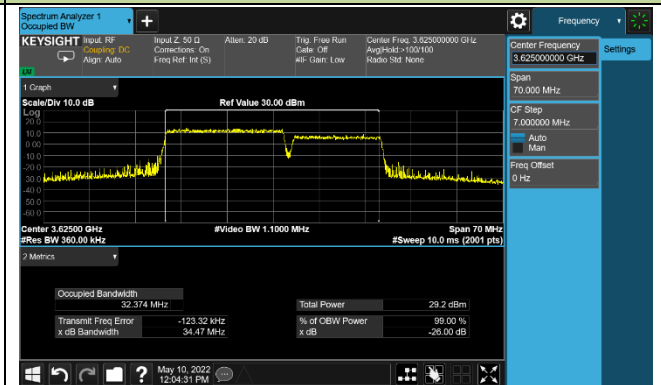 Spectrum Analyzer 1
Occupied BW
Frequency
KEYSIGHT Input: RF
Coupling: DC
Align: Auto
Input Z: 50 Ω
Corrections: On
Freq Ref: Int (S)
Atten: 20 dB
Trig: Free Run
Gate: Off
#IF Gain: Low
Center Freq: 3.625000000 GHz
Avg|Hold:>100/100
Radio Std: None
LM
Center Frequency
3.625000000 GHz
Settings
Span
70.000 MHz
CF Step
7.000000 MHz
Auto
Man
Freq Offset
0 Hz
1 Graph
Scale/Div 10.0 dB
Ref Value 30.00 dBm
Log
20.0
10.0
0.00
-10.0
-20.0
-30.0
-40.0
-50.0
-60.0
Center 3.62500 GHz
#Video BW 1.1000 MHz
Span 70 MHz
#Res BW 360.00 kHz
#Sweep 10.0 ms (2001 pts)
2 Metrics
Occupied Bandwidth
32.374 MHz
Total Power 29.2 dBm
Transmit Freq Error -123.32 kHz
% of OBW Power 99.00 %
x dB Bandwidth 34.47 MHz
x dB -26.00 dB
?
May 10, 2022
12:04:31 PM